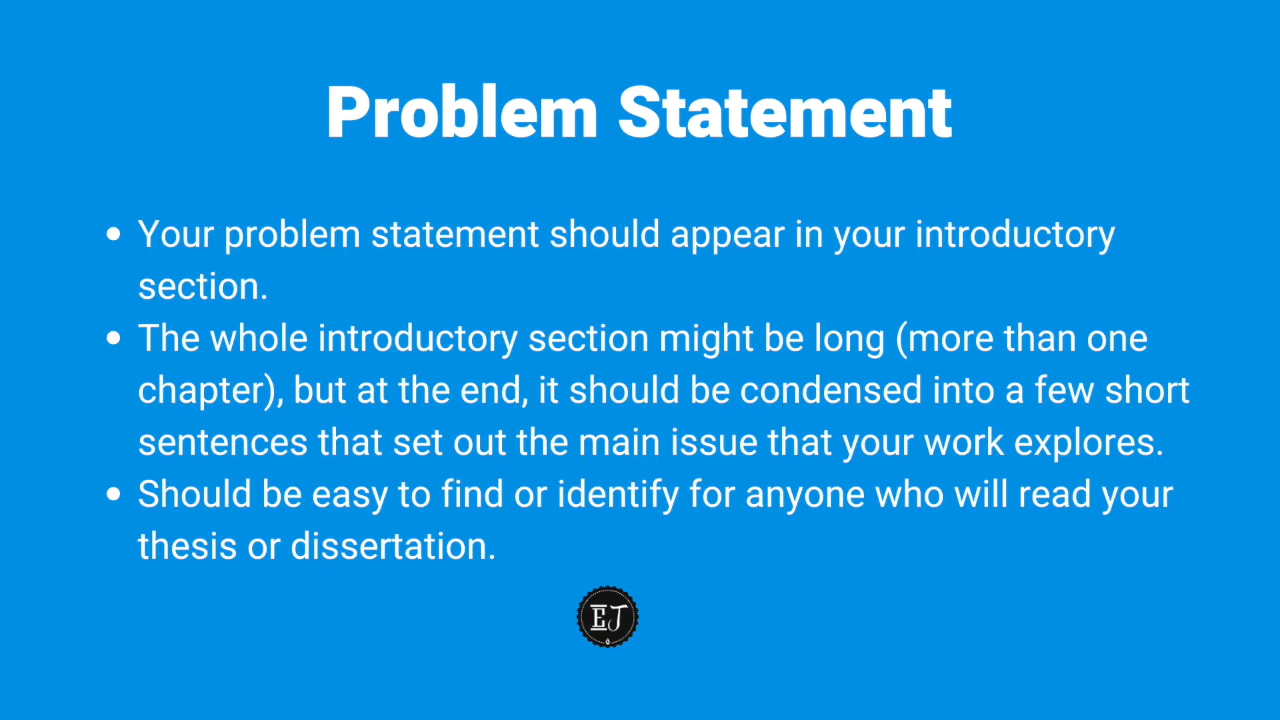 Problem Statement
• Your problem statement should appear in your introductory
section.
• The whole introductory section might be long (more than one
chapter), but at the end, it should be condensed into a few short
sentences that set out the main issue that your work explores.
• Should be easy to find or identify for anyone who will read your
thesis or dissertation.
EJ